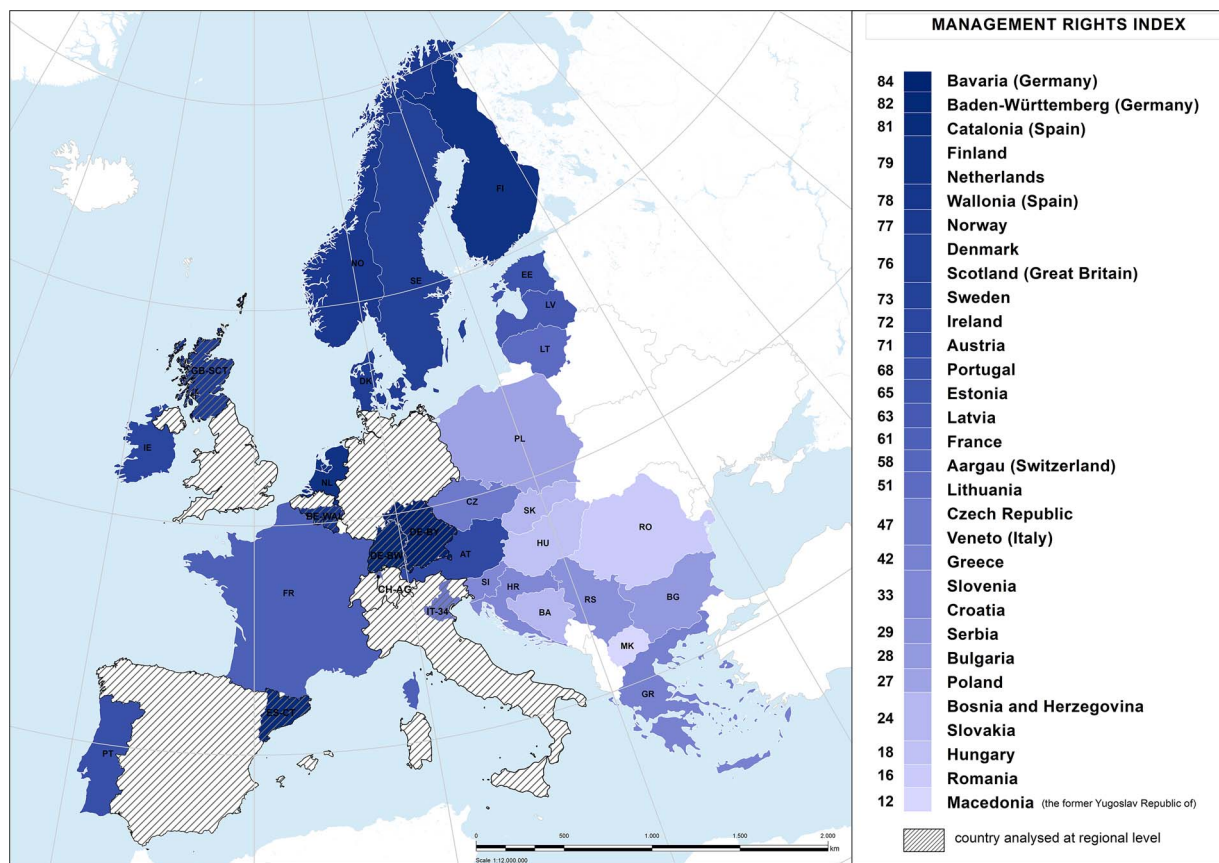 MANAGEMENT RIGHTS INDEX
84 Bavaria (Germany)
82 Baden-Württemberg (Germany)
81 Catalonia (Spain)
79 Finland
Netherlands
78 Wallonia (Spain)
77 Norway
76 Denmark
Scotland (Great Britain)
73 Sweden
72 Ireland
71 Austria
68 Portugal
65 Estonia
63 Latvia
61 France
58 Aargau (Switzerland)
51 Lithuania
47 Czech Republic
Veneto (Italy)
42 Greece
33 Slovenia
Croatia
29 Serbia
28 Bulgaria
27 Poland
24 Bosnia and Herzegovina
Slovakia
18 Hungary
16 Romania
12 Macedonia (the former Yugoslav Republic of)
country analysed at regional level
FI
NO
SE
EE
LV
LT
GB-SCT
DK
IE
PL
NL
BE-WAL
CZ
SK
DE-BY
RO
HU
DE-BW
AT
CH-AG
SI
HR
FR
IT-34
BA
RS
BG
MK
GR
ES-CT
PT
0 500 1.000 1.500 2.000
km
Scale 1:12.000.000